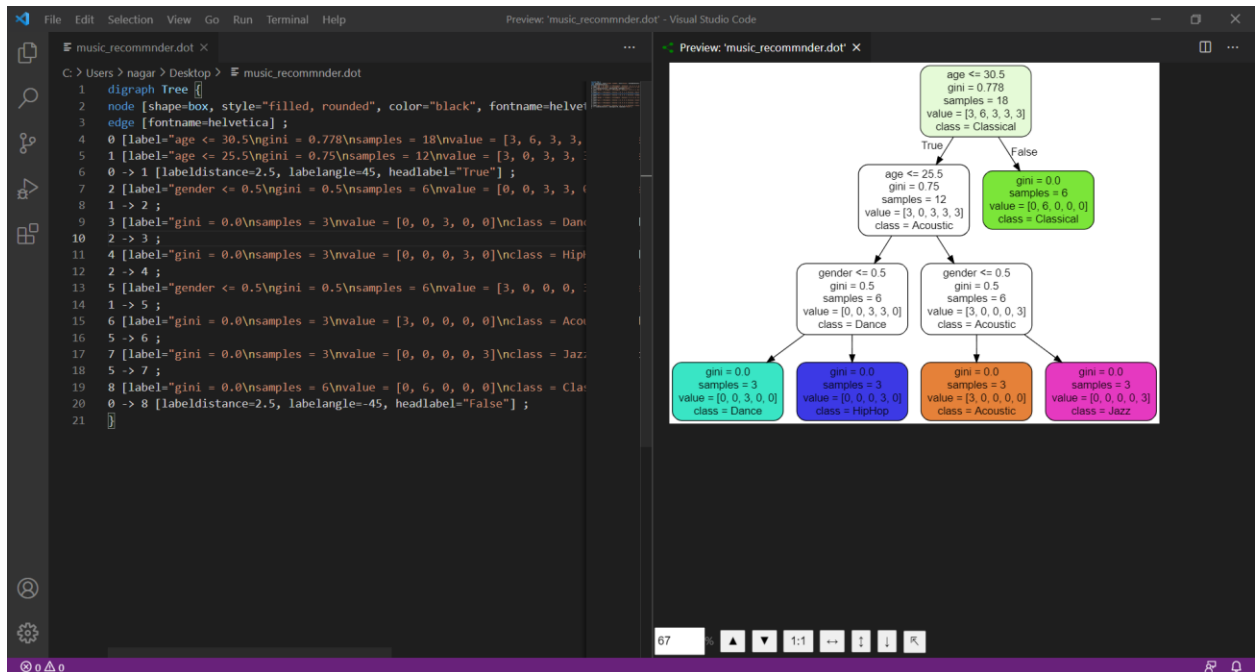 File Edit Selection View Go Run Terminal Help
Preview: 'music_recommnder.dot' - Visual Studio Code
music_recommnder.dot
C: > Users > nagar > Desktop > music_recommnder.dot
1 digraph Tree {
2 node [shape=box, style="filled, rounded", color="black", fontname=helvet
3 edge [fontname=helvetica] ;
4 0 [label="age <= 30.5\ngini = 0.778\nsamples = 18\nvalue = [3, 6, 3, 3,
5 1 [label="age <= 25.5\ngini = 0.75\nsamples = 12\nvalue = [3, 0, 3, 3,
6 0 -> 1 [labeldistance=2.5, labelangle=45, headlabel="True"] ;
7 2 [label="gender <= 0.5\ngini = 0.5\nsamples = 6\nvalue = [0, 0, 3, 3,
8 1 -> 2 ;
9 3 [label="gini = 0.0\nsamples = 3\nvalue = [0, 0, 3, 0, 0]\nclass = Dan
10 2 -> 3 ;
11 4 [label="gini = 0.0\nsamples = 3\nvalue = [0, 0, 0, 3, 0]\nclass = Hip
12 2 -> 4 ;
13 5 [label="gender <= 0.5\ngini = 0.5\nsamples = 6\nvalue = [3, 0, 0, 0,
14 1 -> 5 ;
15 6 [label="gini = 0.0\nsamples = 3\nvalue = [3, 0, 0, 0, 0]\nclass = Aco
16 5 -> 6 ;
17 7 [label="gini = 0.0\nsamples = 3\nvalue = [0, 0, 0, 0, 3]\nclass = Jaz
18 5 -> 7 ;
19 8 [label="gini = 0.0\nsamples = 6\nvalue = [0, 6, 0, 0, 0]\nclass = Cla
20 0 -> 8 [labeldistance=2.5, labelangle=-45, headlabel="False"] ;
21 }
Preview: 'music_recommnder.dot'
age <= 30.5
gini = 0.778
samples = 18
value = [3, 6, 3, 3, 3]
class = Classical
True
False
age <= 25.5
gini = 0.75
samples = 12
value = [3, 0, 3, 3, 3]
class = Acoustic
gini = 0.0
samples = 6
value = [0, 6, 0, 0, 0]
class = Classical
gender <= 0.5
gini = 0.5
samples = 6
value = [0, 0, 3, 3, 0]
class = Dance
gender <= 0.5
gini = 0.5
samples = 6
value = [3, 0, 0, 0, 3]
class = Acoustic
gini = 0.0
samples = 3
value = [0, 0, 3, 0, 0]
class = Dance
gini = 0.0
samples = 3
value = [0, 0, 0, 3, 0]
class = HipHop
gini = 0.0
samples = 3
value = [3, 0, 0, 0, 0]
class = Acoustic
gini = 0.0
samples = 3
value = [0, 0, 0, 0, 3]
class = Jazz
67 % 1:1
0 0